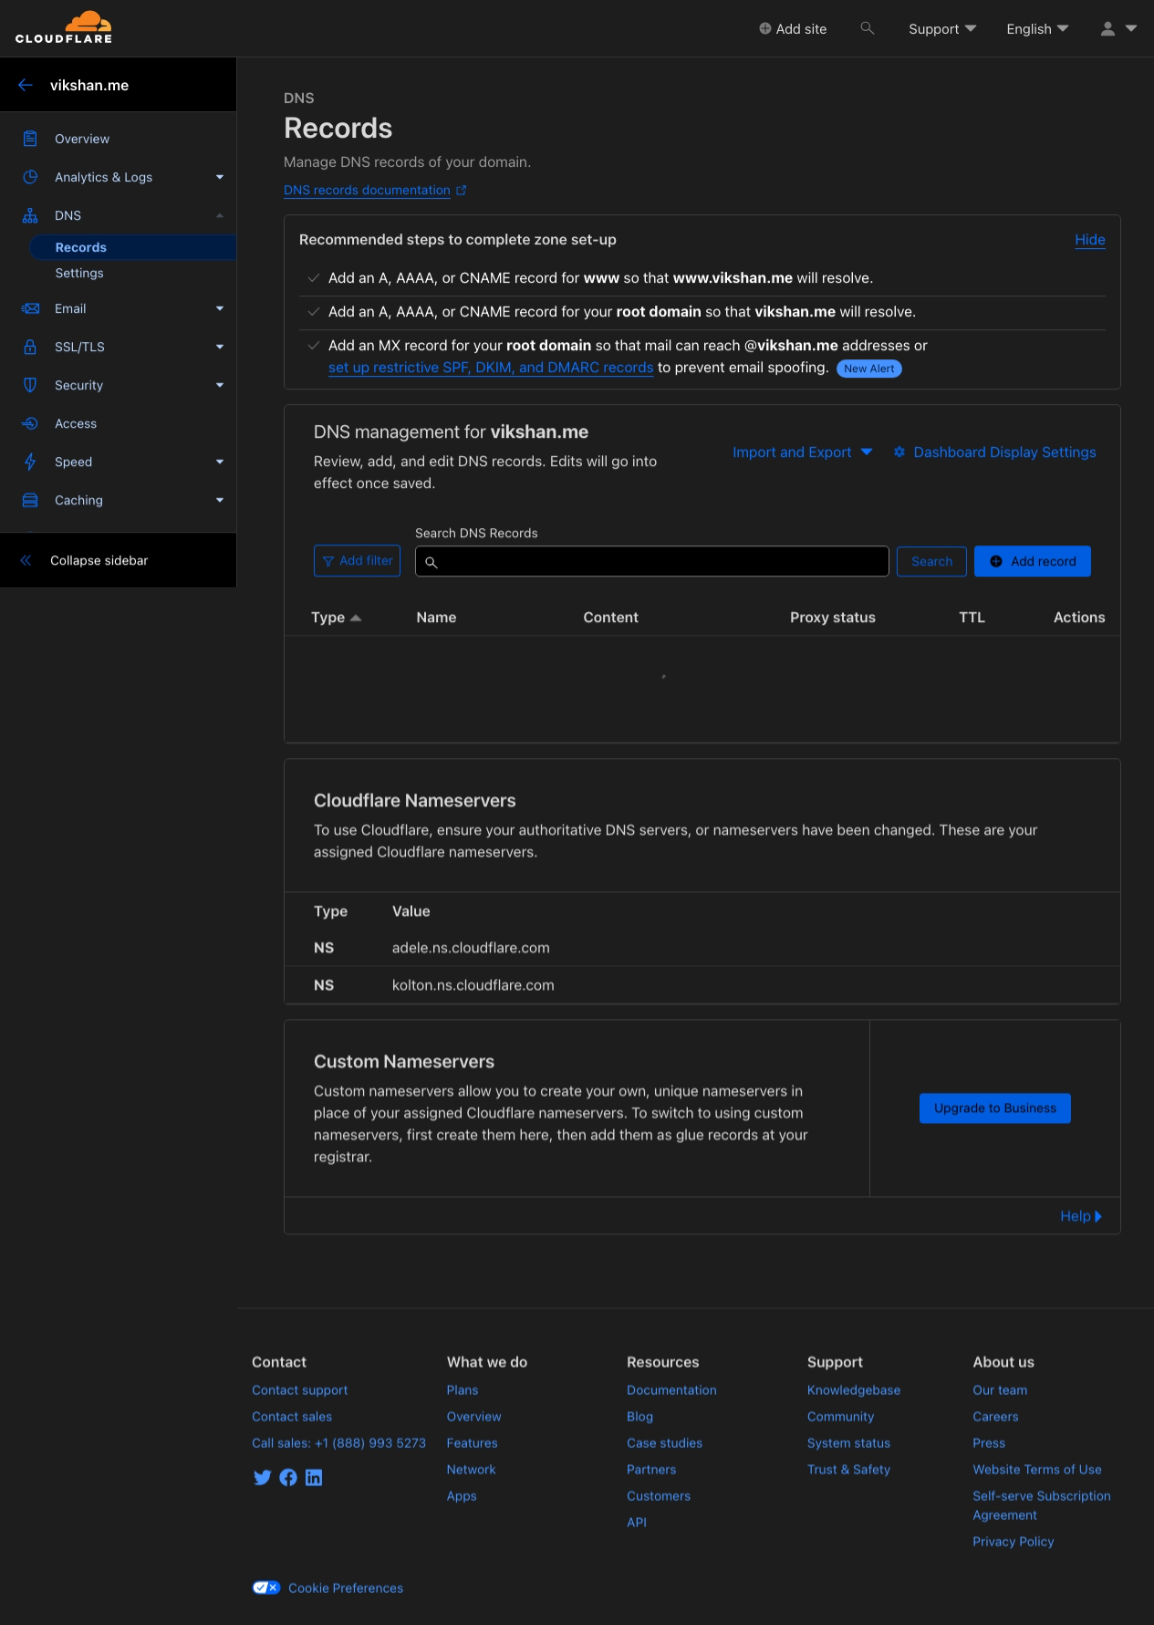 CLOUDFLARE
Add site
Support
English
vikshan.me
Overview
Analytics & Logs
DNS
Records
Settings
Email
SSL/TLS
Security
Access
Speed
Caching
Collapse sidebar
DNS
Records
Manage DNS records of your domain.
DNS records documentation
Recommended steps to complete zone set-up
Hide
Add an A, AAAA, or CNAME record for www so that www.vikshan.me will resolve.
Add an A, AAAA, or CNAME record for your root domain so that vikshan.me will resolve.
Add an MX record for your root domain so that mail can reach @vikshan.me addresses or
set up restrictive SPF, DKIM, and DMARC records to prevent email spoofing. New Alert
DNS management for vikshan.me
Review, add, and edit DNS records. Edits will go into
effect once saved.
Import and Export
Dashboard Display Settings
Search DNS Records
Add filter
Search
Add record
Type Name Content Proxy status TTL Actions
Cloudflare Nameservers
To use Cloudflare, ensure your authoritative DNS servers, or nameservers have been changed. These are your
assigned Cloudflare nameservers.
Type Value
NS adele.ns.cloudflare.com
NS kolton.ns.cloudflare.com
Custom Nameservers
Custom nameservers allow you to create your own, unique nameservers in
place of your assigned Cloudflare nameservers. To switch to using custom
nameservers, first create them here, then add them as glue records at your
registrar.
Upgrade to Business
Help
Contact
Contact support
Contact sales
Call sales: +1 (888) 993 5273
What we do
Plans
Overview
Features
Network
Apps
Resources
Documentation
Blog
Case studies
Partners
Customers
API
Support
Knowledgebase
Community
System status
Trust & Safety
About us
Our team
Careers
Press
Website Terms of Use
Self-serve Subscription
Agreement
Privacy Policy
Cookie Preferences